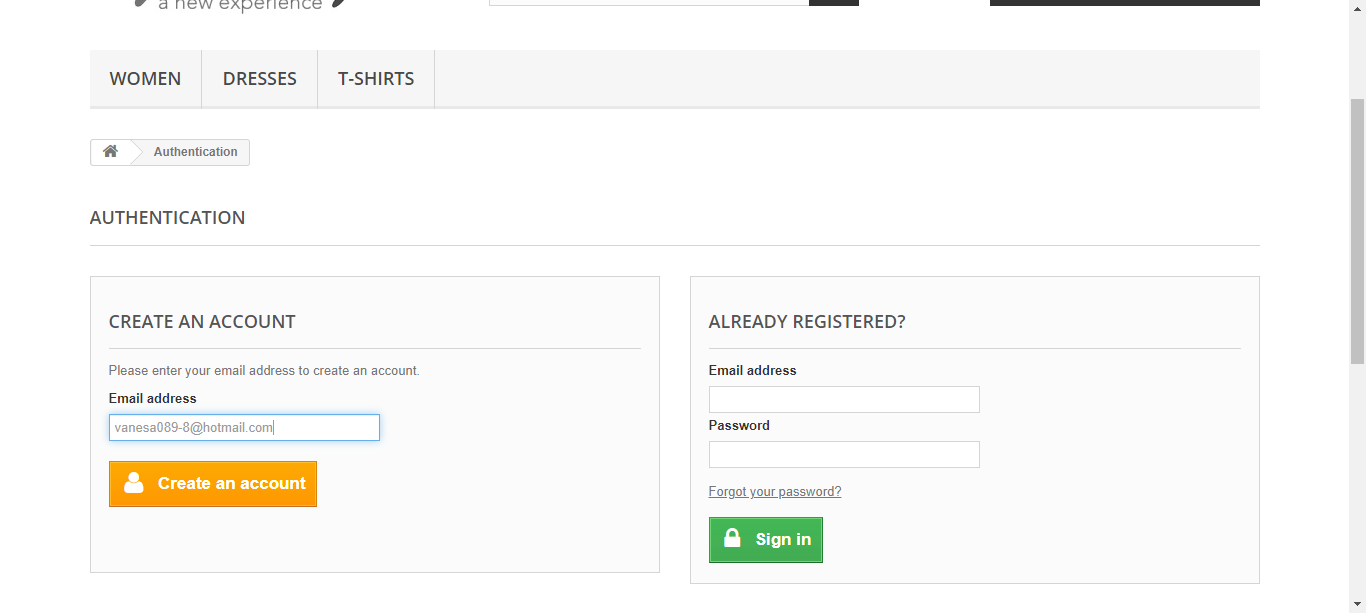 a new experience
WOMEN
DRESSES
T-SHIRTS
Authentication
AUTHENTICATION
CREATE AN ACCOUNT
Please enter your email address to create an account.
Email address
vanesa089-8@hotmail.com
Create an account
ALREADY REGISTERED?
Email address
Password
Forgot your password?
Sign in